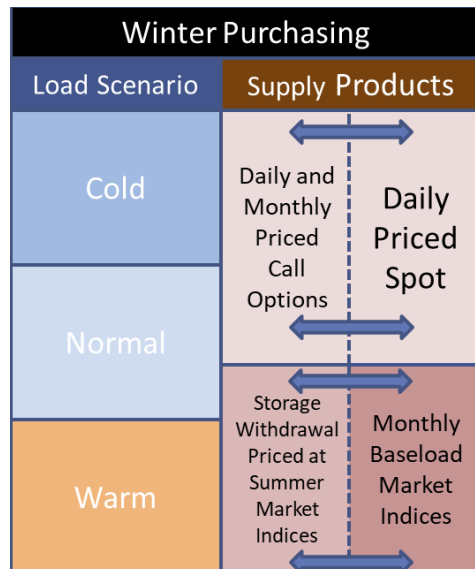 Winter Purchasing
Load Scenario
Supply Products
Cold
Normal
Warm
Daily and
Monthly
Priced
Call
Options
Daily
Priced
Spot
Storage
Withdrawal
Priced at
Summer
Market
Indices
Monthly
Baseload
Market
Indices